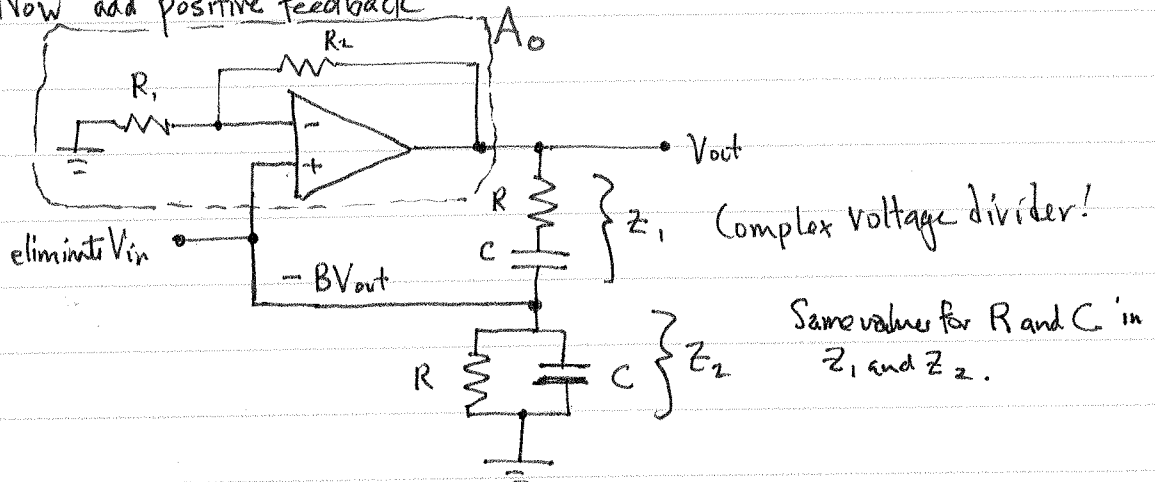 Now add positive feedback
A0
R2
R1
-
+
Vout
R
C
} Z1 Complex Voltage divider!
eliminate Vin
- BVout
Same values for R and C in
Z1 and Z2.
R
C
} Z2